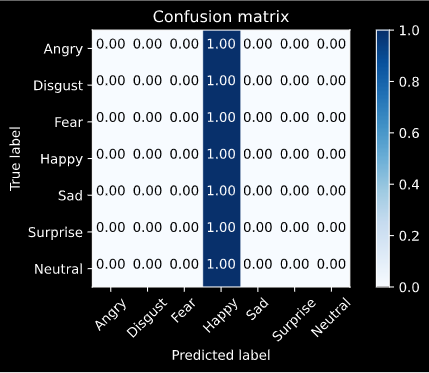 Confusion matrix
Angry 0.00 0.00 0.00 1.00 0.00 0.00 0.00
Disgust 0.00 0.00 0.00 1.00 0.00 0.00 0.00
Fear 0.00 0.00 0.00 1.00 0.00 0.00 0.00
Happy 0.00 0.00 0.00 1.00 0.00 0.00 0.00
Sad 0.00 0.00 0.00 1.00 0.00 0.00 0.00
Surprise 0.00 0.00 0.00 1.00 0.00 0.00 0.00
Neutral 0.00 0.00 0.00 1.00 0.00 0.00 0.00
True label
Angry Disgust Fear Happy Sad Surprise Neutral
Predicted label
1.0
0.8
0.6
0.4
0.2
0.0